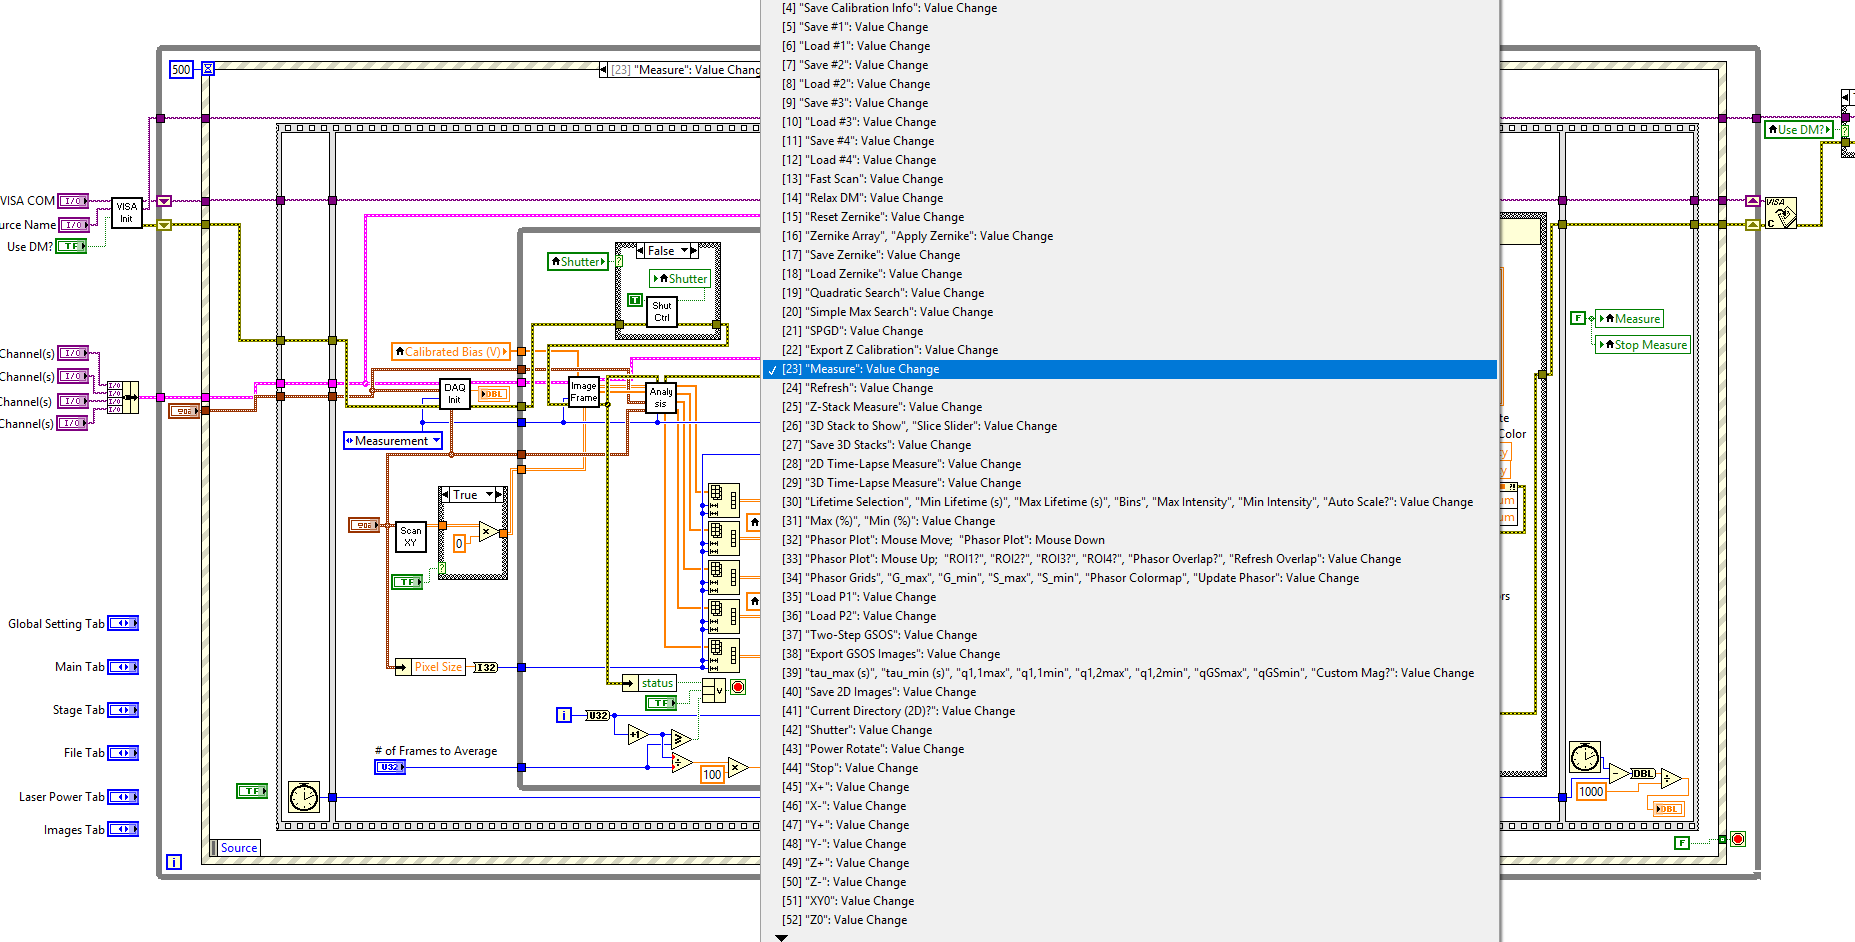 [4] "Save Calibration Info": Value Change
[5] "Save #1": Value Change
[6] "Load #1": Value Change
[7] "Save #2": Value Change
[8] "Load #2": Value Change
[9] "Save #3": Value Change
[10] "Load #3": Value Change
[11] "Save #4": Value Change
[12] "Load #4": Value Change
[13] "Fast Scan": Value Change
[14] "Relax DM": Value Change
[15] "Reset Zernike": Value Change
[16] "Zernike Array", "Apply Zernike": Value Change
[17] "Save Zernike": Value Change
[18] "Load Zernike": Value Change
[19] "Quadratic Search": Value Change
[20] "Simple Max Search": Value Change
[21] "SPGD": Value Change
[22] "Export Z Calibration": Value Change
[23] "Measure": Value Change
[24] "Refresh": Value Change
[25] "Z-Stack Measure": Value Change
[26] "3D Stack to Show", "Slice Slider": Value Change
[27] "Save 3D Stacks": Value Change
[28] "2D Time-Lapse Measure": Value Change
[29] "3D Time-Lapse Measure": Value Change
[30] "Lifetime Selection", "Min Lifetime (s)", "Max Lifetime (s)", "Bins", "Max Intensity", "Min Intensity", "Auto Scale?": Value Change
[31] "Max (%)", "Min (%)": Value Change
[32] "Phasor Plot": Mouse Move;  "Phasor Plot": Mouse Down
[33] "Phasor Plot": Mouse Up;  "ROI1?", "ROI2?", "ROI3?", "ROI4?", "Phasor Overlap?", "Refresh Overlap": Value Change
[34] "Phasor Grids", "G_max", "G_min", "S_max", "S_min", "Phasor Colormap", "Update Phasor": Value Change
[35] "Load P1": Value Change
[36] "Load P2": Value Change
[37] "Two-Step GSOS": Value Change
[38] "Export GSOS Images": Value Change
[39] "tau_max (s)", "tau_min (s)", "q1,1max", "q1,1min", "q1,2max", "q1,2min", "qGSmax", "qGSmin", "Custom Mag?": Value Change
[40] "Save 2D Images": Value Change
[41] "Current Directory (2D)?": Value Change
[42] "Shutter": Value Change
[43] "Power Rotate": Value Change
[44] "Stop": Value Change
[45] "X+": Value Change
[46] "X-": Value Change
[47] "Y+": Value Change
[48] "Y-": Value Change
[49] "Z+": Value Change
[50] "Z-": Value Change
[51] "XY0": Value Change
[52] "Z0": Value Change
500
[23] "Measure": Value Chang
VISA COM
I/O
urce Name
I/O
Use DM?
TF
VISA
Init
Channel(s)
I/O
Channel(s)
I/O
Channel(s)
I/O
Channel(s)
I/O
I/O
I/O
I/O
I/O
Global Setting Tab
Main Tab
Stage Tab
File Tab
Laser Power Tab
Images Tab
TF
Source
i
Shutter
False
?
Shutter
T
Shut
Ctrl
Calibrated Bias (V)
DAQ
Init
DBL
Image
Frame
Analy
sis
Measurement
True
Scan
XY
0
×
TF
?
Pixel Size
I32
status
TF
V
i
U32
+1
≥
# of Frames to Average
U32
÷
100
×
te
Color
y
y
?!
um
um
rs
F
Measure
Stop Measure
-
DBL
÷
1000
DBL
F
Use DM?
?
VISA
C